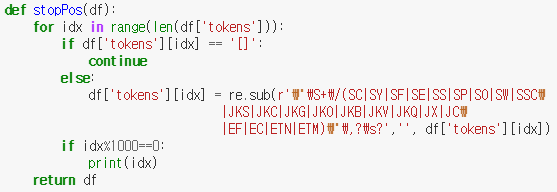 def stopPos(df):
    for idx in range(len(df['tokens'])):
        if df['tokens'][idx] == '[]':
            continue
        else:
            df['tokens'][idx] = re.sub(r'₩"₩S+₩/(SC|SY|SF|SE|SS|SP|SO|SW|SSC₩
                                |JKS|JKC|JKG|JKO|JKB|JKV|JKQ|JX|JC₩
                                |EF|EC|ETN|ETM)₩"₩,?₩s?','', df['tokens'][idx])
        if idx%1000==0:
            print(idx)
    return df